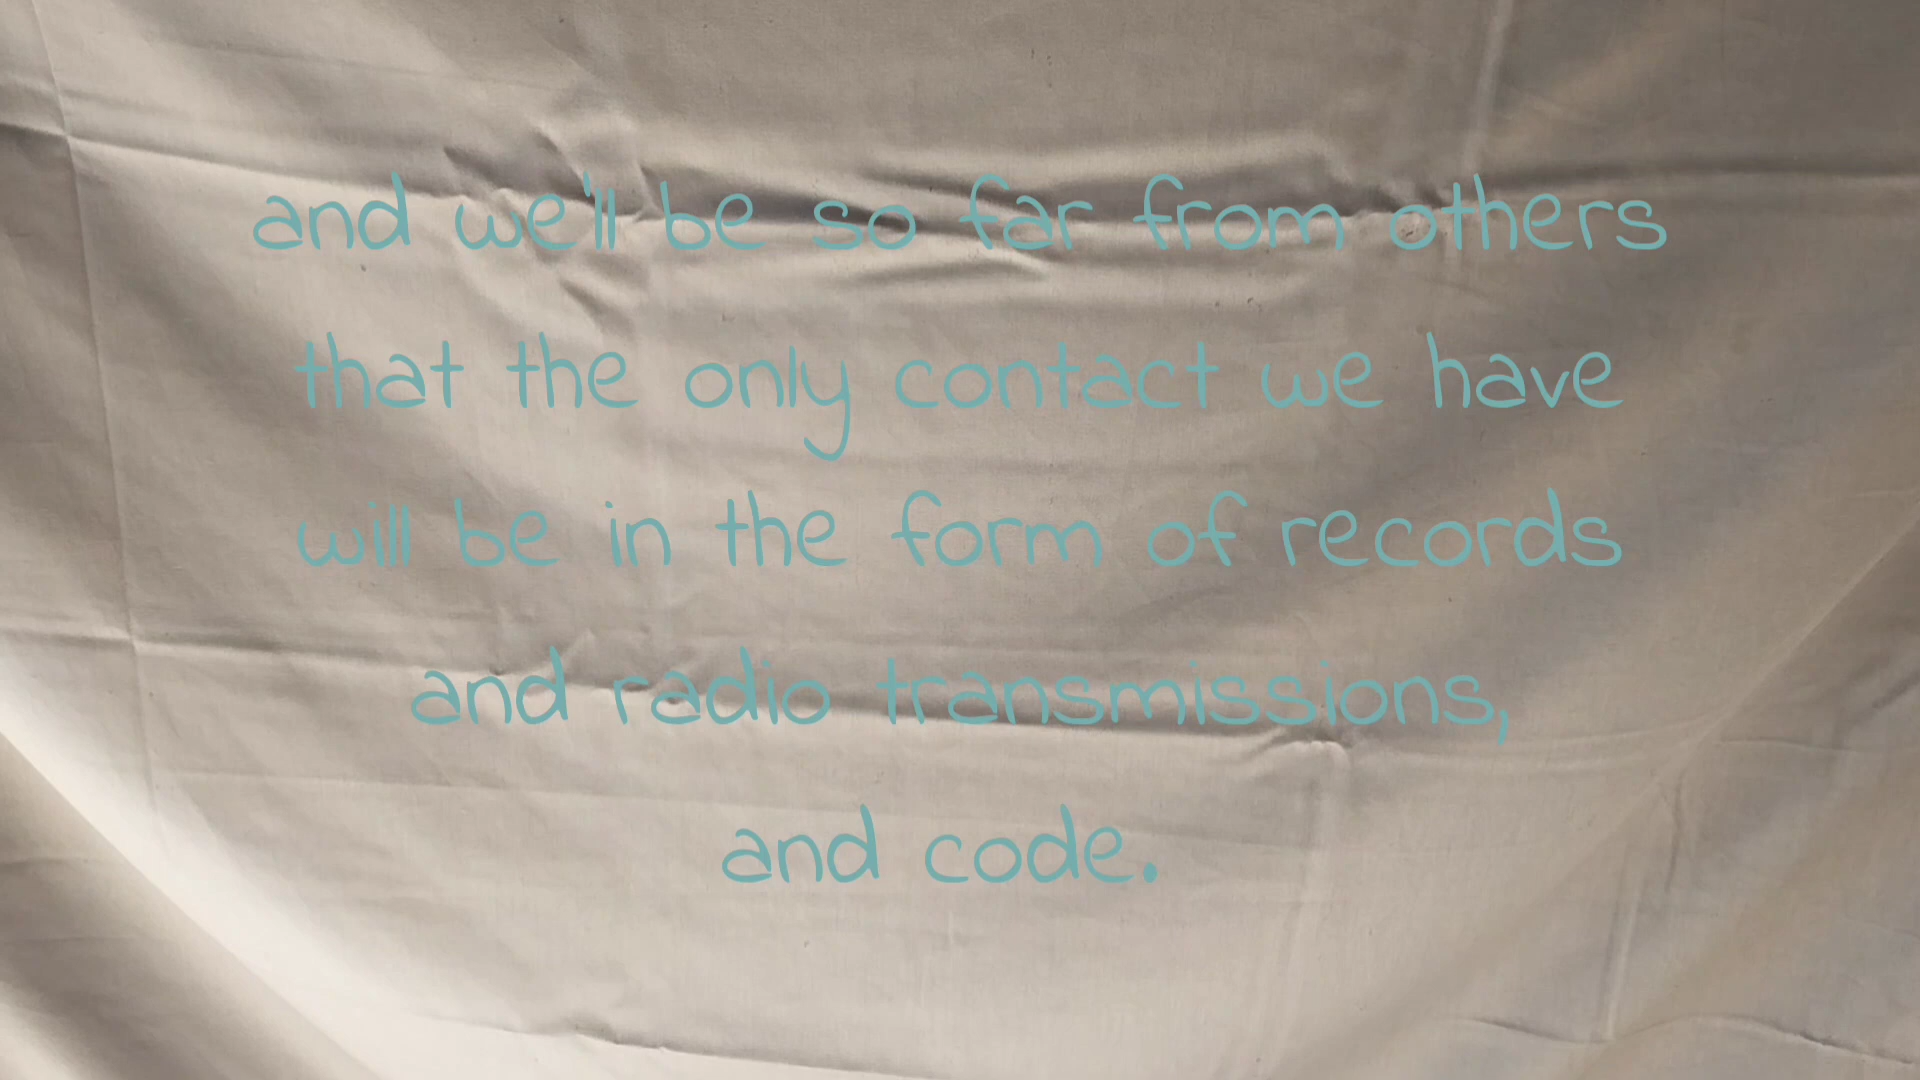 and we'll be so far from others
that the only contact we have
will be in the form of records
and radio transmissions,
and code.